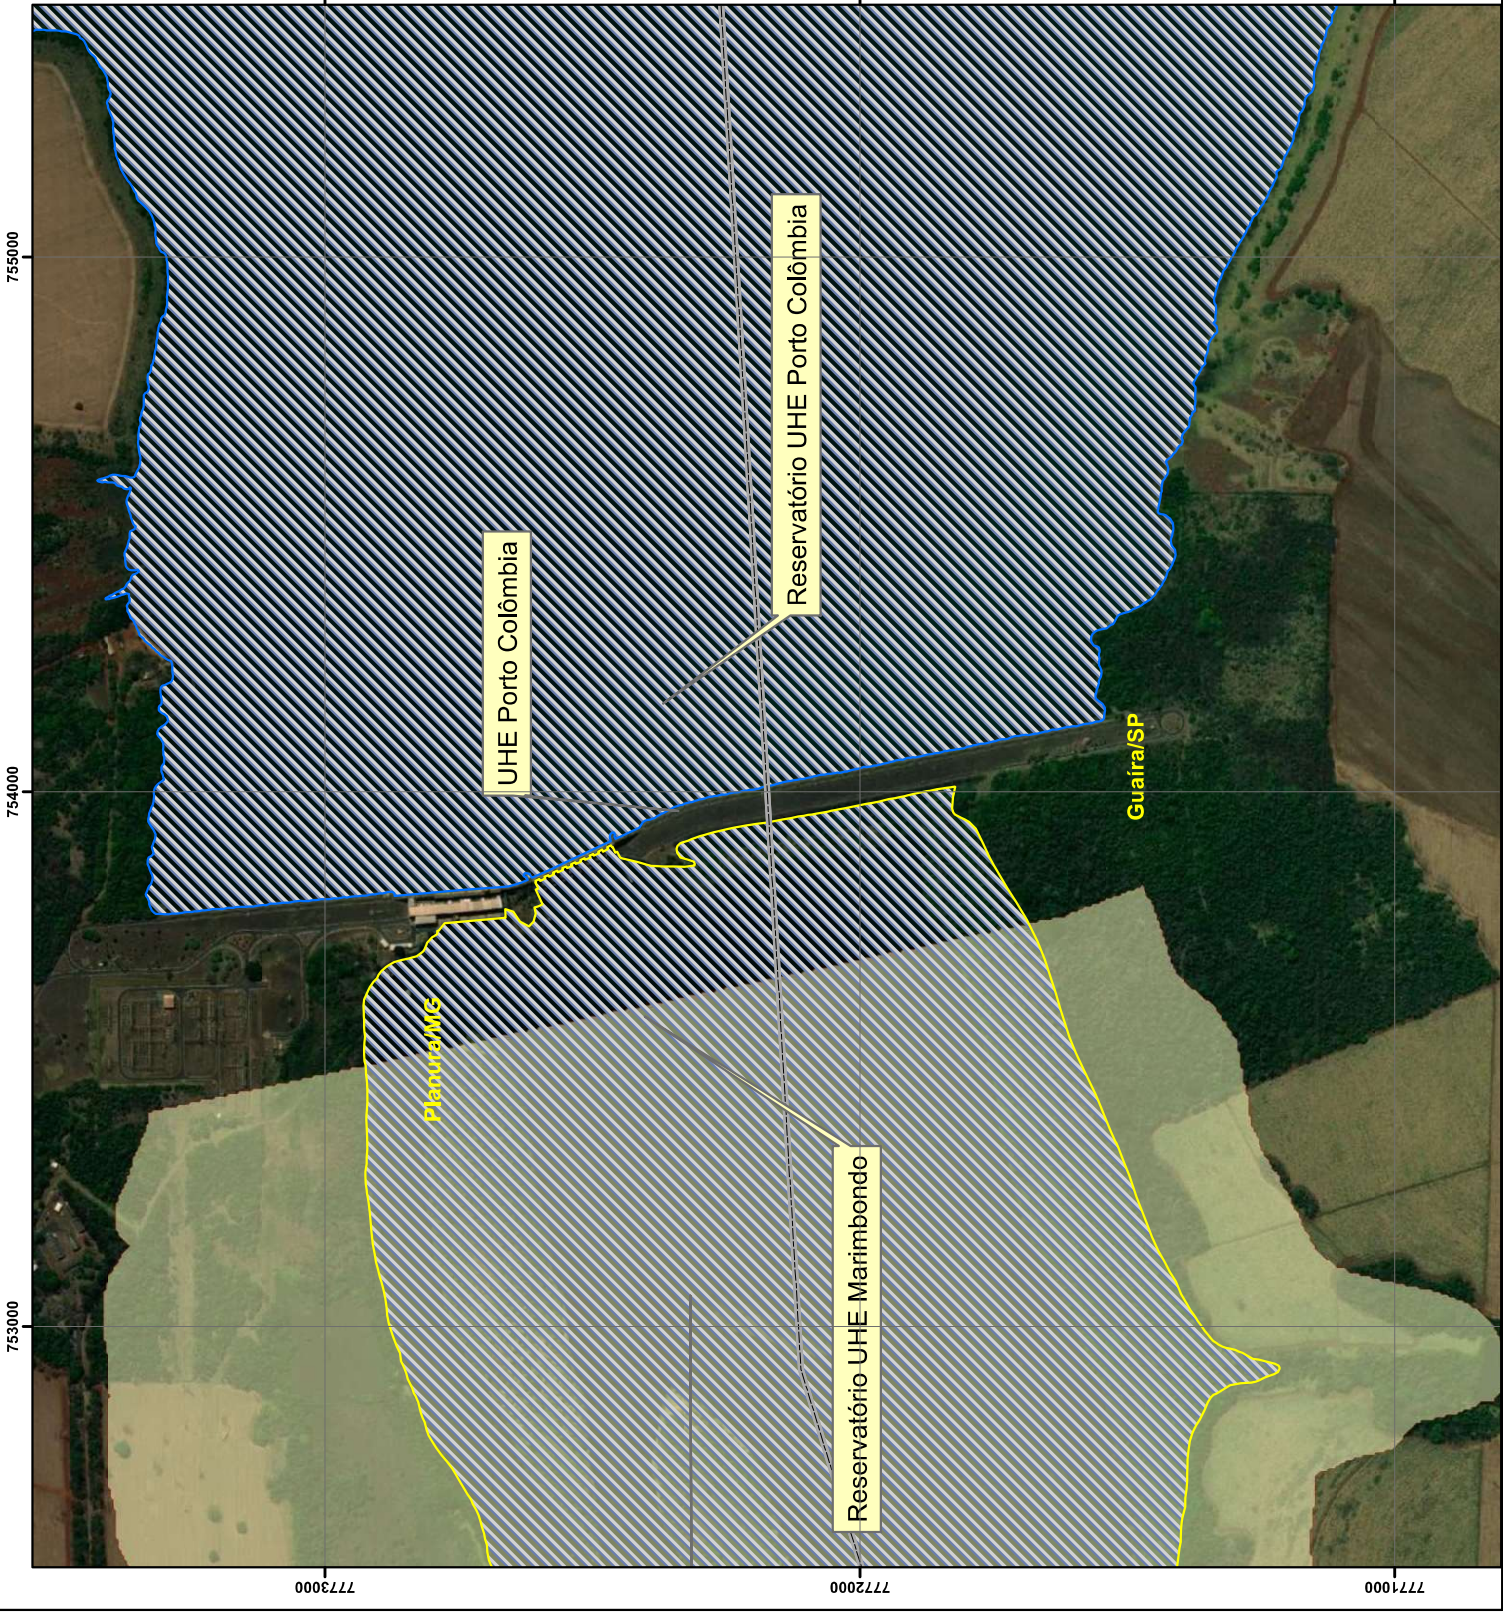 755000
754000
753000
Reservatório UHE Porto Colômbia
UHE Porto Colômbia
Guaíra/SP
Planura/MG
Reservatório UHE Marimbondo
7773000
7772000
7771000